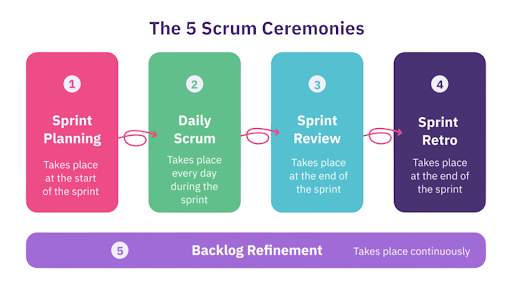 The 5 Scrum Ceremonies
1
Sprint
Planning
Takes place
at the start
of the sprint
2
Daily
Scrum
Takes place
every day
during the
sprint
3
Sprint
Review
Takes place
at the end of
the sprint
4
Sprint
Retro
Takes place
at the end of
the sprint
5 Backlog Refinement Takes place continuously